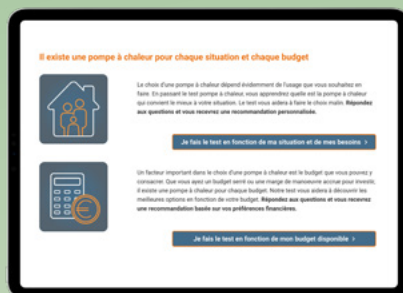 Il existe une pompe à chaleur pour chaque situation et chaque budget
Le choix d'une pompe à chaleur dépend évidemment de l'usage que vous souhaitez en
faire. En passant le test pompe à chaleur, vous apprendrez quelle est la pompe à chaleur
qui convient le mieux à votre situation. Le test vous aidera à faire le choix malin. Répondez
aux questions et vous recevrez une recommandation personnalisée.
Je fais le test en fonction de ma situation et de mes besoins >
Un facteur important dans le choix d'une pompe à chaleur est le budget que vous pouvez y
consacrer. Que vous ayez un budget serré ou une marge de manoeuvre accrue pour investir,
il existe une pompe à chaleur pour chaque budget. Notre test vous aidera à découvrir les
meilleures options en fonction de votre budget. Répondez aux questions et vous recevrez
une recommandation basée sur vos préférences financières.
Je fais le test en fonction de mon budget disponible >